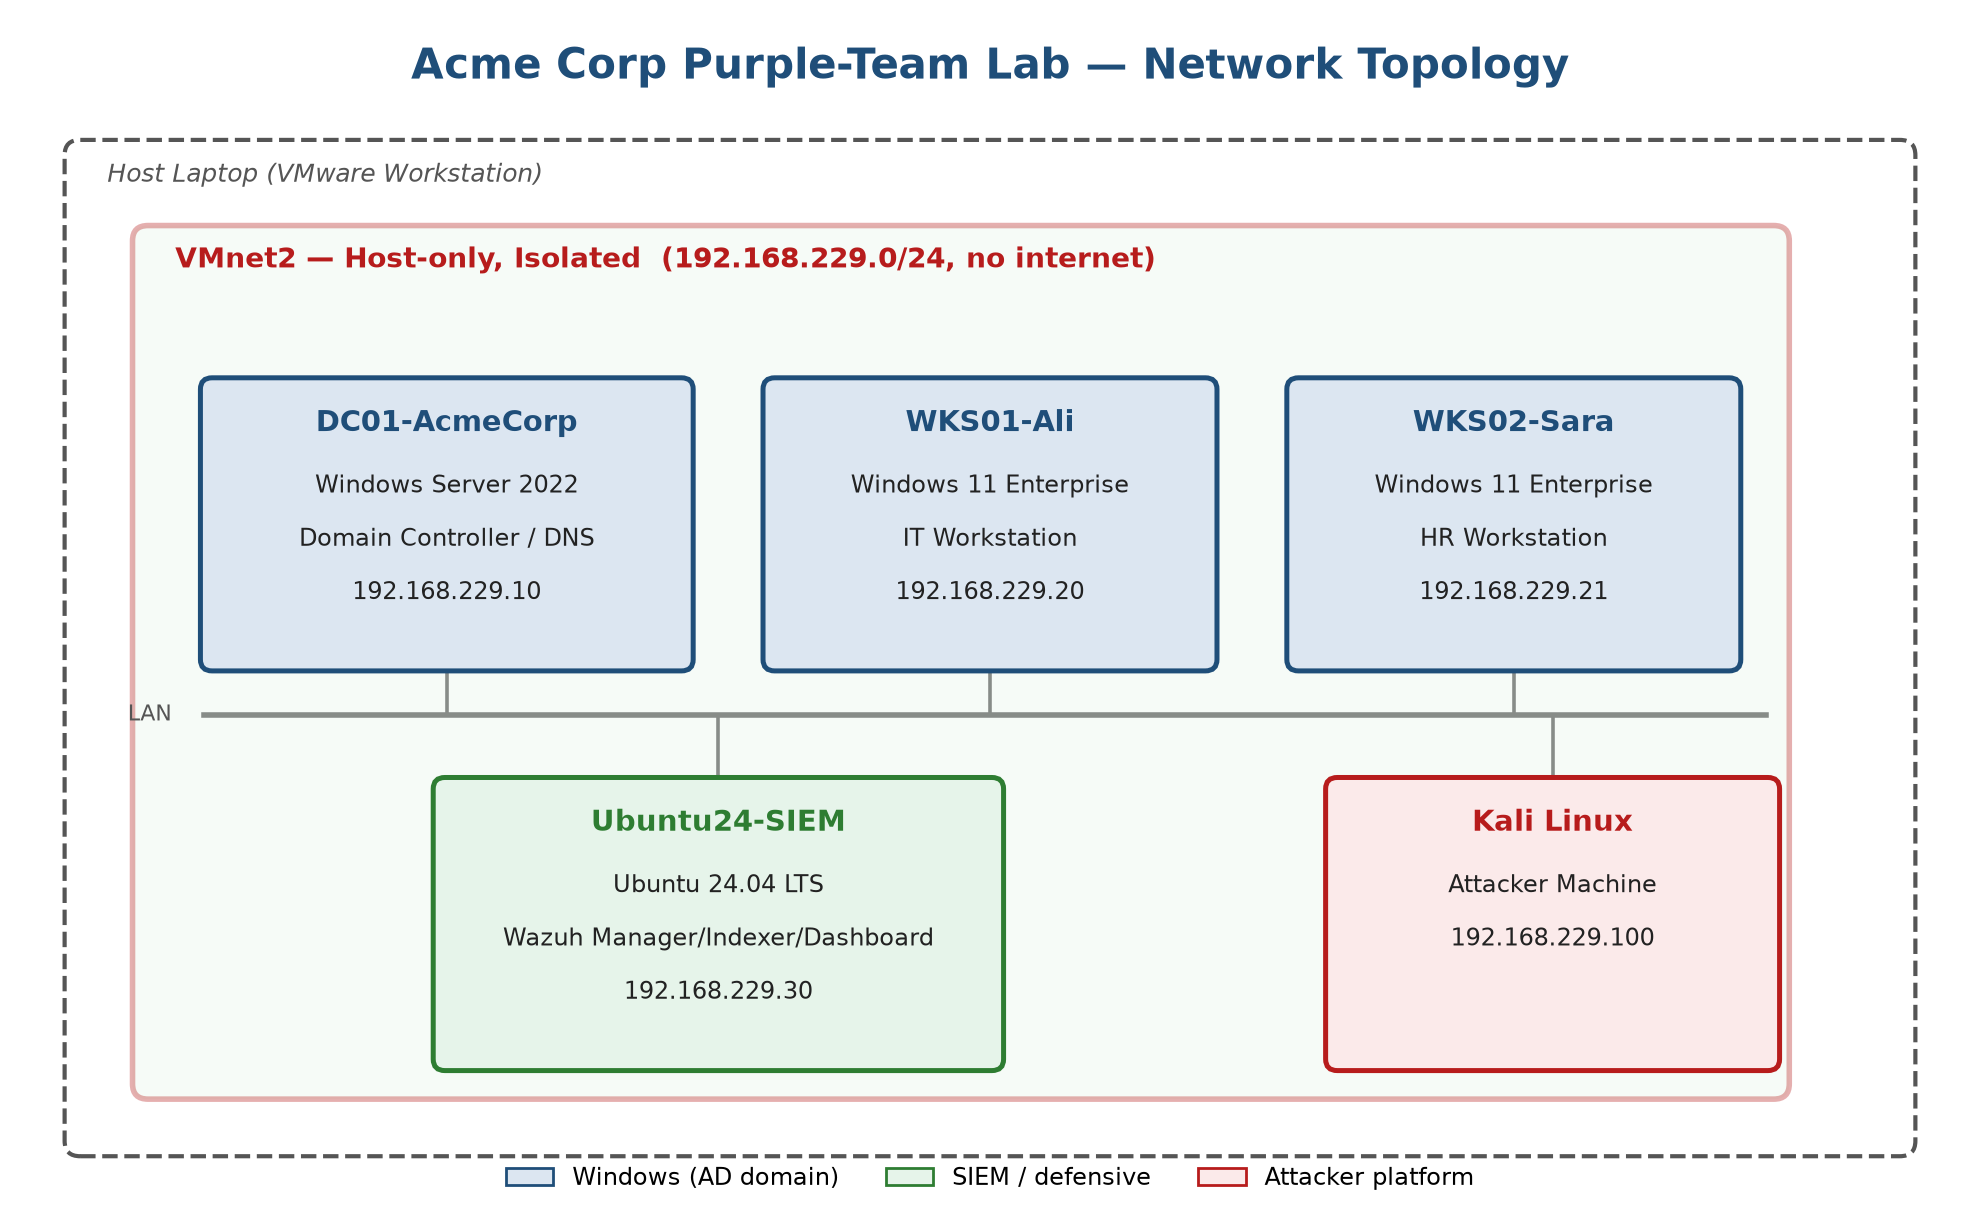 Acme Corp Purple-Team Lab — Network Topology
Host Laptop (VMware Workstation)
VMnet2 — Host-only, Isolated  (192.168.229.0/24, no internet)
DC01-AcmeCorp
Windows Server 2022
Domain Controller / DNS
192.168.229.10
WKS01-Ali
Windows 11 Enterprise
IT Workstation
192.168.229.20
WKS02-Sara
Windows 11 Enterprise
HR Workstation
192.168.229.21
LAN
Ubuntu24-SIEM
Ubuntu 24.04 LTS
Wazuh Manager/Indexer/Dashboard
192.168.229.30
Kali Linux
Attacker Machine
192.168.229.100
Windows (AD domain)
SIEM / defensive
Attacker platform